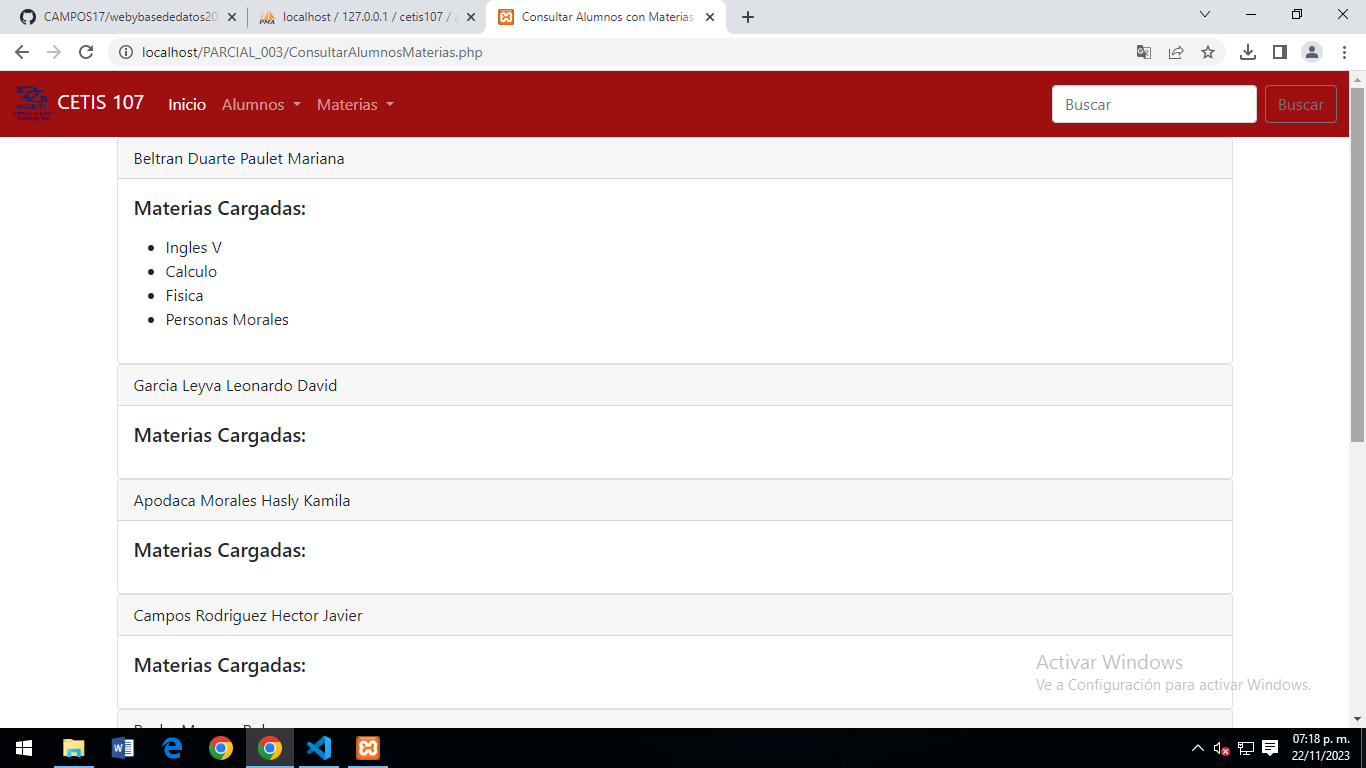 CAMPOS17/webybasededatos20
localhost / 127.0.0.1 / cetis107 / a
Consultar Alumnos con Materias
localhost/PARCIAL_003/ConsultarAlumnosMaterias.php
CETIS 107 Inicio Alumnos Materias Buscar Buscar
Beltran Duarte Paulet Mariana
Materias Cargadas:
• Ingles V
• Calculo
• Fisica
• Personas Morales
Garcia Leyva Leonardo David
Materias Cargadas:
Apodaca Morales Hasly Kamila
Materias Cargadas:
Campos Rodriguez Hector Javier
Materias Cargadas:
Activar Windows
Ve a Configuración para activar Windows.
07:18 p. m.
22/11/2023